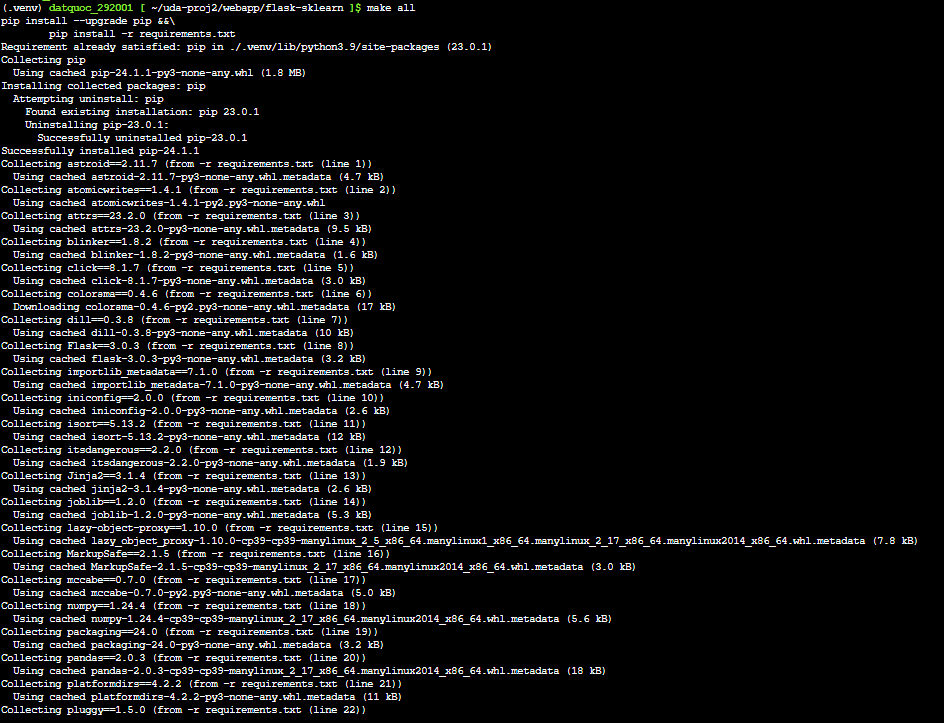 (.venv) datquoc_292001 [ ~/uda-proj2/webapp/flask-sklearn ]$ make all
pip install --upgrade pip &&\
pip install -r requirements.txt
Requirement already satisfied: pip in ./.venv/lib/python3.9/site-packages (23.0.1)
Collecting pip
Using cached pip-24.1.1-py3-none-any.whl (1.8 MB)
Installing collected packages: pip
Attempting uninstall: pip
Found existing installation: pip 23.0.1
Uninstalling pip-23.0.1:
Successfully uninstalled pip-23.0.1
Successfully installed pip-24.1.1
Collecting astroid==2.11.7 (from -r requirements.txt (line 1))
Using cached astroid-2.11.7-py3-none-any.whl.metadata (4.7 kB)
Collecting atomicwrites==1.4.1 (from -r requirements.txt (line 2))
Using cached atomicwrites-1.4.1-py2.py3-none-any.whl
Collecting attrs==23.2.0 (from -r requirements.txt (line 3))
Using cached attrs-23.2.0-py3-none-any.whl.metadata (9.5 kB)
Collecting blinker==1.8.2 (from -r requirements.txt (line 4))
Using cached blinker-1.8.2-py3-none-any.whl.metadata (1.6 kB)
Collecting click==8.1.7 (from -r requirements.txt (line 5))
Using cached click-8.1.7-py3-none-any.whl.metadata (3.0 kB)
Collecting colorama==0.4.6 (from -r requirements.txt (line 6))
Downloading colorama-0.4.6-py2.py3-none-any.whl.metadata (17 kB)
Collecting dill==0.3.8 (from -r requirements.txt (line 7))
Using cached dill-0.3.8-py3-none-any.whl.metadata (10 kB)
Collecting Flask==3.0.3 (from -r requirements.txt (line 8))
Using cached flask-3.0.3-py3-none-any.whl.metadata (3.2 kB)
Collecting importlib_metadata==7.1.0 (from -r requirements.txt (line 9))
Using cached importlib_metadata-7.1.0-py3-none-any.whl.metadata (4.7 kB)
Collecting iniconfig==2.0.0 (from -r requirements.txt (line 10))
Using cached iniconfig-2.0.0-py3-none-any.whl.metadata (2.6 kB)
Collecting isort==5.13.2 (from -r requirements.txt (line 11))
Using cached isort-5.13.2-py3-none-any.whl.metadata (12 kB)
Collecting itsdangerous==2.2.0 (from -r requirements.txt (line 12))
Using cached itsdangerous-2.2.0-py3-none-any.whl.metadata (1.9 kB)
Collecting Jinja2==3.1.4 (from -r requirements.txt (line 13))
Using cached jinja2-3.1.4-py3-none-any.whl.metadata (2.6 kB)
Collecting joblib==1.2.0 (from -r requirements.txt (line 14))
Using cached joblib-1.2.0-py3-none-any.whl.metadata (5.3 kB)
Collecting lazy-object-proxy==1.10.0 (from -r requirements.txt (line 15))
Using cached lazy_object_proxy-1.10.0-cp39-cp39-manylinux_2_5_x86_64.manylinux1_x86_64.manylinux_2_17_x86_64.manylinux2014_x86_64.whl.metadata (7.8 kB)
Collecting MarkupSafe==2.1.5 (from -r requirements.txt (line 16))
Using cached MarkupSafe-2.1.5-cp39-cp39-manylinux_2_17_x86_64.manylinux2014_x86_64.whl.metadata (3.0 kB)
Collecting mccabe==0.7.0 (from -r requirements.txt (line 17))
Using cached mccabe-0.7.0-py2.py3-none-any.whl.metadata (5.0 kB)
Collecting numpy==1.24.4 (from -r requirements.txt (line 18))
Using cached numpy-1.24.4-cp39-cp39-manylinux_2_17_x86_64.manylinux2014_x86_64.whl.metadata (5.6 kB)
Collecting packaging==24.0 (from -r requirements.txt (line 19))
Using cached packaging-24.0-py3-none-any.whl.metadata (3.2 kB)
Collecting pandas==2.0.3 (from -r requirements.txt (line 20))
Using cached pandas-2.0.3-cp39-cp39-manylinux_2_17_x86_64.manylinux2014_x86_64.whl.metadata (18 kB)
Collecting platformdirs==4.2.2 (from -r requirements.txt (line 21))
Using cached platformdirs-4.2.2-py3-none-any.whl.metadata (11 kB)
Collecting pluggy==1.5.0 (from -r requirements.txt (line 22))